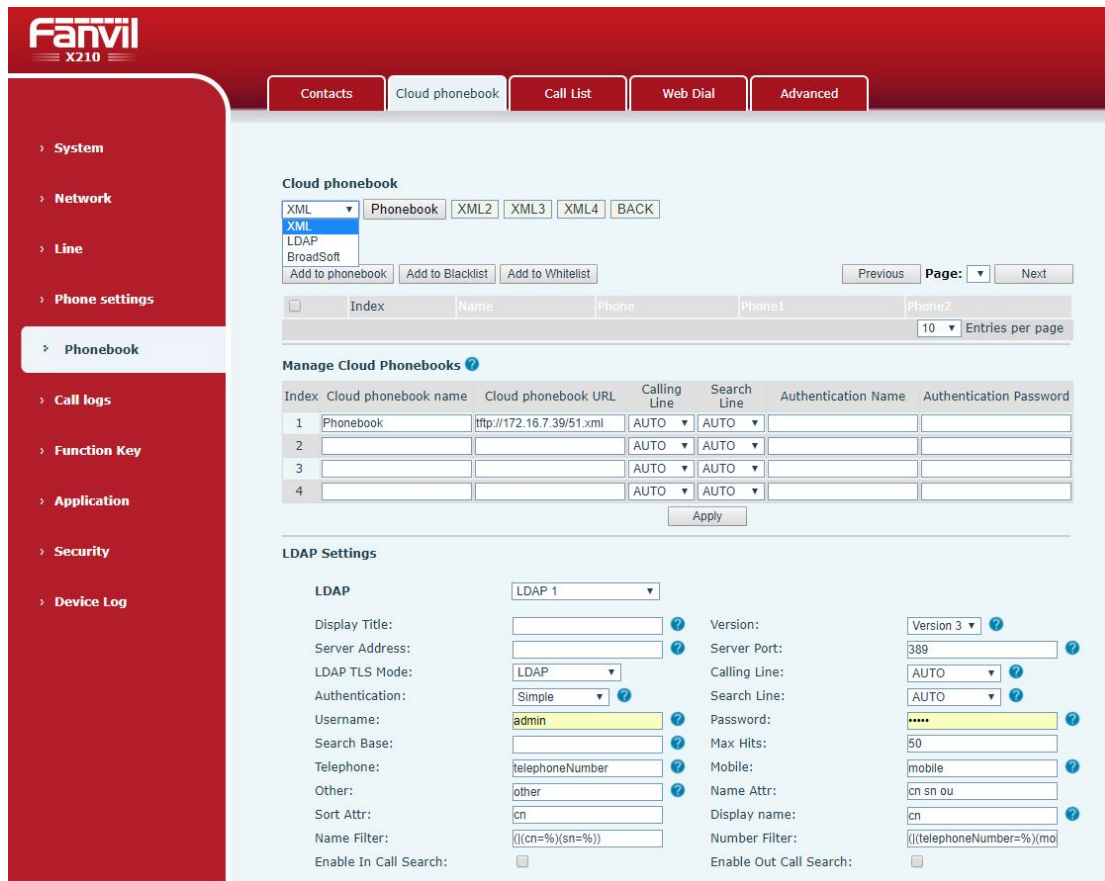 Fanvil
X210
Contacts Cloud phonebook Call List Web Dial Advanced
› System
› Network
› Line
› Phone settings
› Phonebook
› Call logs
› Function Key
› Application
› Security
› Device Log
Cloud phonebook
XML Phonebook XML2 XML3 XML4 BACK
XML
LDAP
BroadSoft
Add to phonebook Add to Blacklist Add to Whitelist Previous Page: Next
Index Name Phone Phone1 Phone2
10 Entries per page
Manage Cloud Phonebooks ?
Index Cloud phonebook name Cloud phonebook URL Calling Line Search Line Authentication Name Authentication Password
1 Phonebook tftp://172.16.7.39/51.xml AUTO AUTO
2 AUTO AUTO
3 AUTO AUTO
4 AUTO AUTO
Apply
LDAP Settings
LDAP LDAP 1
Display Title: ? Version: Version 3 ?
Server Address: ? Server Port: 389 ?
LDAP TLS Mode: LDAP Calling Line: AUTO ?
Authentication: Simple ? Search Line: AUTO ?
Username: admin ? Password: ••••• ?
Search Base: ? Max Hits: 50
Telephone: telephoneNumber ? Mobile: mobile ?
Other: other ? Name Attr: cn sn ou
Sort Attr: cn Display name: cn ?
Name Filter: (|(cn=%)(sn=%)) Number Filter: (|(telephoneNumber=%)(mo
Enable In Call Search: Enable Out Call Search: